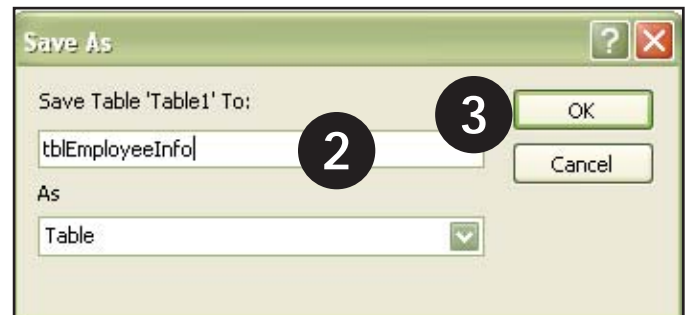 Save As
?
Save Table 'Table1' To:
3
OK
tblEmployeeInfo
2
Cancel
As
Table